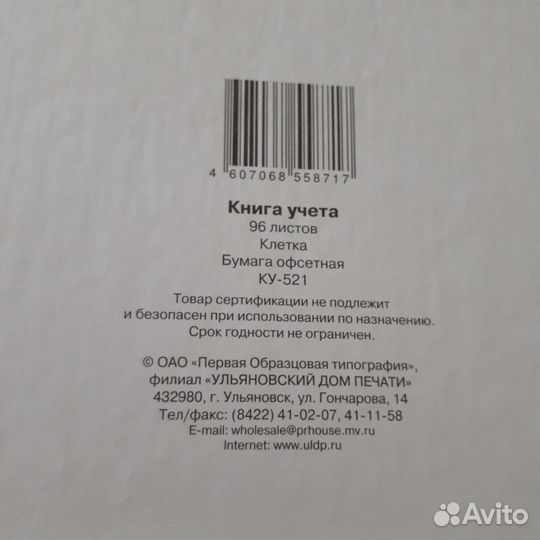 4 607068 558717
Книга учета
96 листов
Клетка
Бумага офсетная
КУ-521
Товар сертификации не подлежит
и безопасен при использовании по назначению.
Срок годности не ограничен.
© ОАО «Первая Образцовая типография»,
филиал «УЛЬЯНОВСКИЙ ДОМ ПЕЧАТИ»
432980, г. Ульяновск, ул. Гончарова, 14
Тел/факс: (8422) 41-02-07, 41-11-58
E-mail: wholesale@prhouse.mv.ru
Internet: www.uldp.ru
Avito